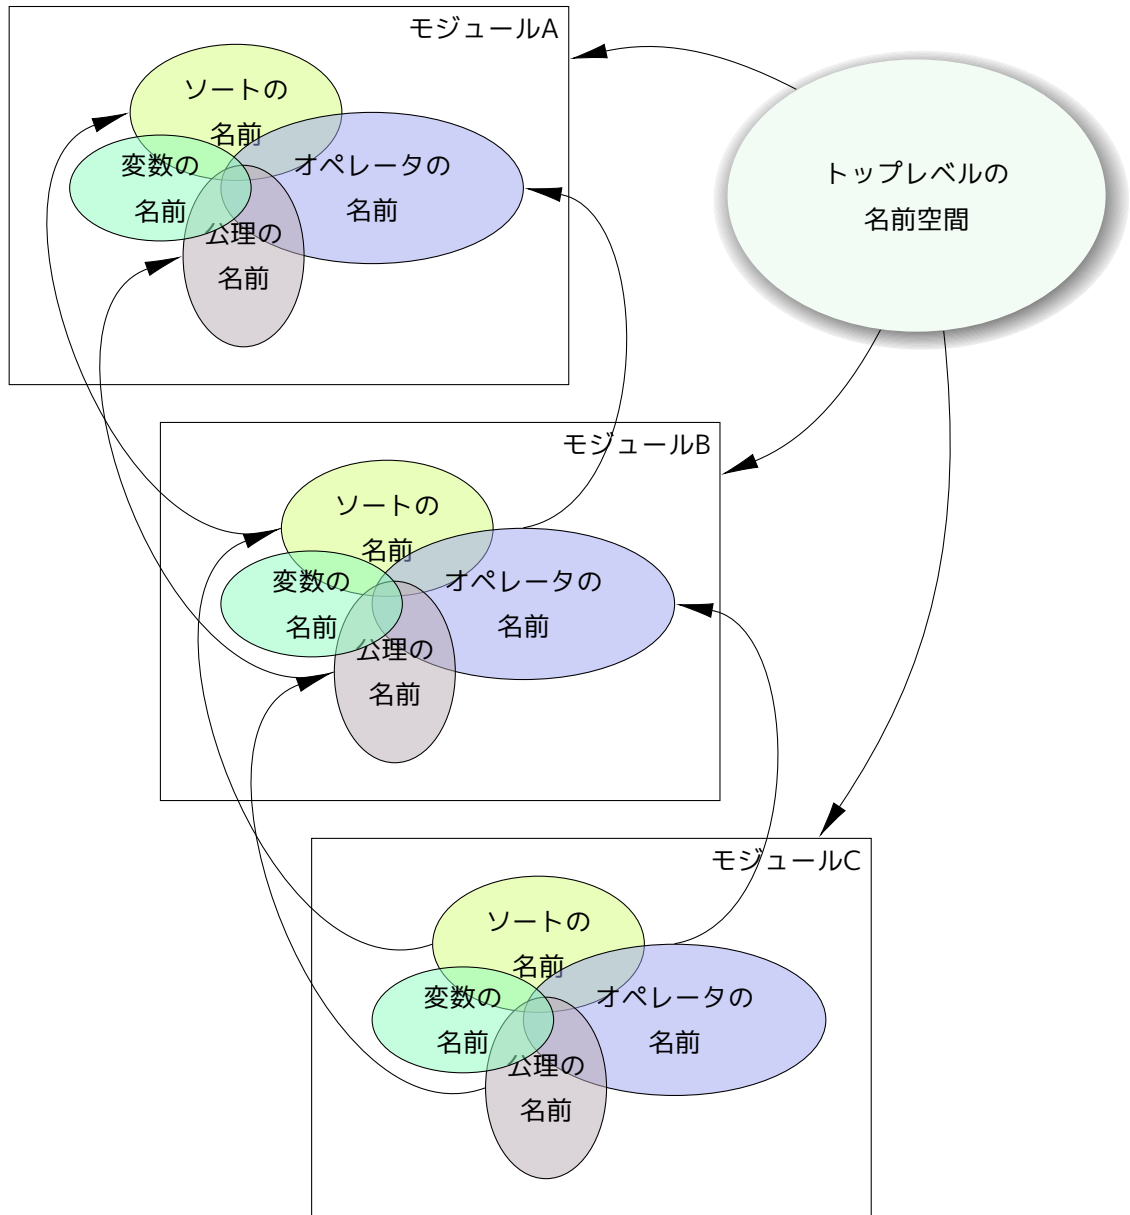 モジュールA
ソートの
名前
変数の
名前
オペレータの
名前
公理の
名前
トップレベルの
名前空間
モジュールB
ソートの
名前
変数の
名前
オペレータの
名前
公理の
名前
モジュールC
ソートの
名前
変数の
名前
オペレータの
名前
公理の
名前